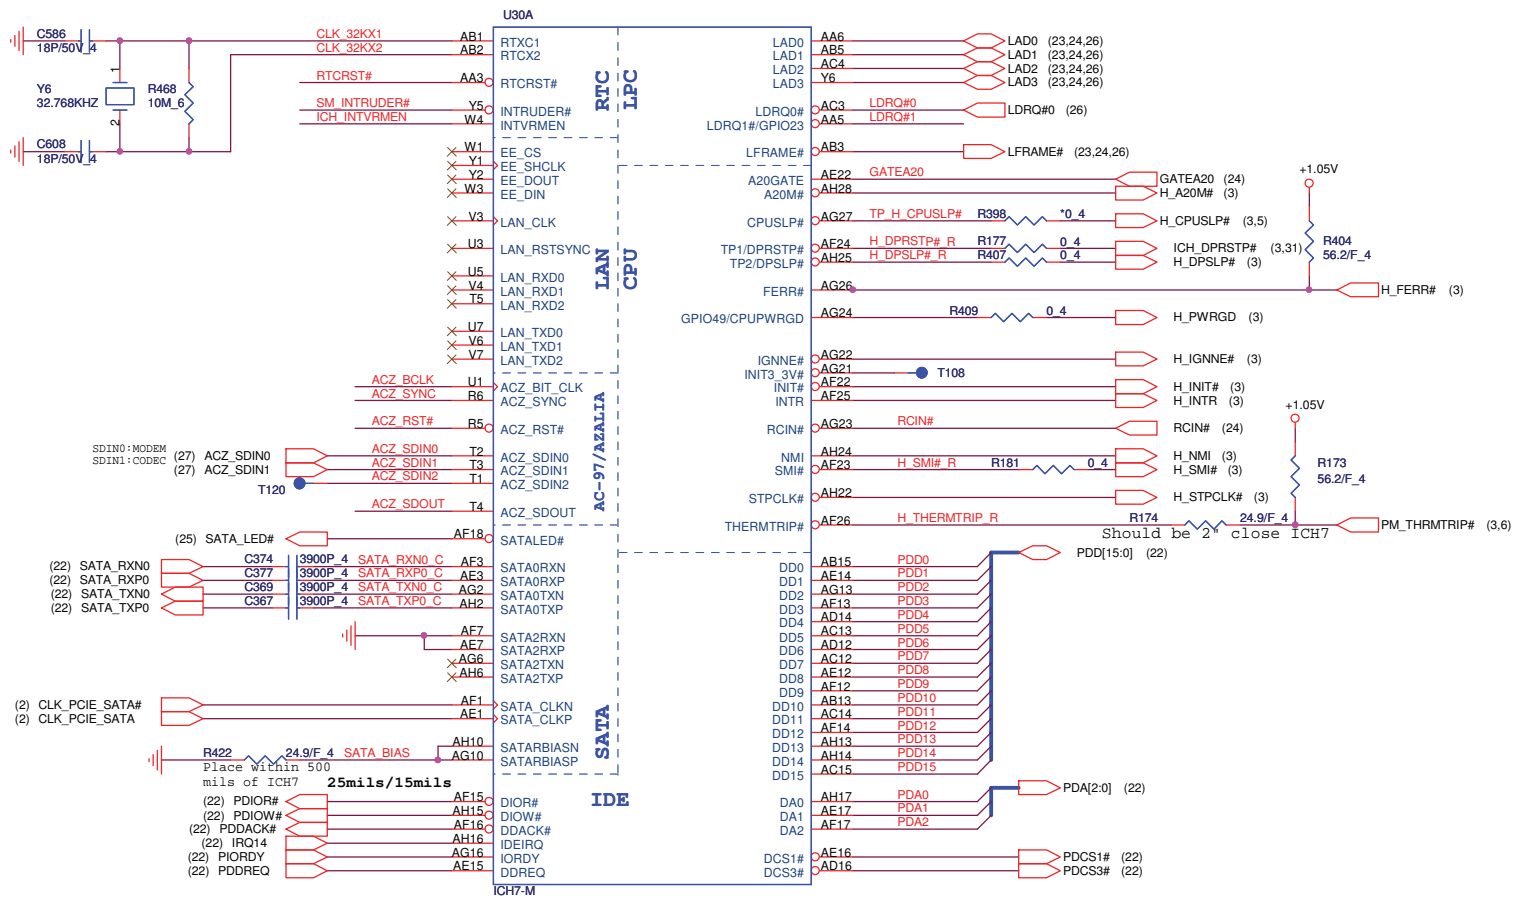 U30A
C586
18P/50V_4
CLK_32KX1 AB1 RTXC1
CLK_32KX2 AB2 RTCX2
RTCRST# AA3 RTCRST#
1
Y6
32.768KHZ
R468
10M_6
2
SM_INTRUDER# Y5 INTRUDER#
ICH_INTVRMEN W4 INTVRMEN
C608
18P/50V_4
RTC
LPC
W1 EE_CS
Y1 EE_SHCLK
Y2 EE_DOUT
W3 EE_DIN
V3 LAN_CLK
U3 LAN_RSTSYNC
U5 LAN_RXD0
V4 LAN_RXD1
T5 LAN_RXD2
U7 LAN_TXD0
V6 LAN_TXD1
V7 LAN_TXD2
LAN
CPU
ACZ_BCLK U1 ACZ_BIT_CLK
ACZ_SYNC R6 ACZ_SYNC
ACZ_RST# R5 ACZ_RST#
SDIN0:MODEM
SDIN1:CODEC
(27) ACZ_SDIN0 ACZ_SDIN0 T2 ACZ_SDIN0
(27) ACZ_SDIN1 ACZ_SDIN1 T3 ACZ_SDIN1
T120 ACZ_SDIN2 T1 ACZ_SDIN2
ACZ_SDOUT T4 ACZ_SDOUT
AC-97/AZALIA
(25) SATA_LED# AF18 SATALED#
(22) SATA_RXN0 C374 3900P_4 SATA_RXN0_C AF3 SATA0RXN
(22) SATA_RXP0 C377 3900P_4 SATA_RXP0_C AE3 SATA0RXP
(22) SATA_TXN0 C369 3900P_4 SATA_TXN0_C AG2 SATA0TXN
(22) SATA_TXP0 C367 3900P_4 SATA_TXP0_C AH2 SATA0TXP
AF7 SATA2RXN
AE7 SATA2RXP
AG6 SATA2TXN
AH6 SATA2TXP
(2) CLK_PCIE_SATA# AF1 SATA_CLKN
(2) CLK_PCIE_SATA AE1 SATA_CLKP
SATA
AH10 SATARBIASN
R422 24.9/F_4 SATA_BIAS AG10 SATARBIASP
Place within 500
mils of ICH7
25mils/15mils
IDE
(22) PDIOR# AF15 DIOR#
(22) PDIOW# AH15 DIOW#
(22) PDDACK# AF16 DDACK#
(22) IRQ14 AH16 IDEIRQ
(22) PIORDY AG16 IORDY
(22) PDDREQ AE15 DDREQ
ICH7-M
LAD0 AA6 LAD0 (23,24,26)
LAD1 AB5 LAD1 (23,24,26)
LAD2 AC4 LAD2 (23,24,26)
LAD3 Y6 LAD3 (23,24,26)
LDRQ0# AC3 LDRQ#0 LDRQ#0 (26)
LDRQ1#/GPIO23 AA5 LDRQ#1
LFRAME# AB3 LFRAME# (23,24,26)
A20GATE AE22 GATEA20 GATEA20 (24)
A20M# AH28 H_A20M# (3)
CPUSLP# AG27 TP_H_CPUSLP# R398 *0_4 H_CPUSLP# (3,5)
TP1/DPRSTP# AF24 H_DPRSTP#_R R177 0_4 ICH_DPRSTP# (3,31)
TP2/DPSLP# AH25 H_DPSLP#_R R407 0_4 H_DPSLP# (3)
+1.05V
R404
56.2/F_4
FERR# AG26 H_FERR# (3)
GPIO49/CPUPWRGD AG24 R409 0_4 H_PWRGD (3)
IGNNE# AG22 H_IGNNE# (3)
INIT3_3V# AG21 T108
INIT# AF22 H_INIT# (3)
INTR AF25 H_INTR (3)
RCIN# AG23 RCIN# RCIN# (24)
+1.05V
NMI AH24 H_NMI (3)
SMI# AF23 H_SMI#_R R181 0_4 H_SMI# (3)
R173
56.2/F_4
STPCLK# AH22 H_STPCLK# (3)
THERMTRIP# AF26 H_THERMTRIP_R R174 24.9/F_4 PM_THRMTRIP# (3,6)
Should be 2" close ICH7
PDD[15:0] (22)
DD0 AB15 PDD0
DD1 AE14 PDD1
DD2 AG13 PDD2
DD3 AF13 PDD3
DD4 AD14 PDD4
DD5 AC13 PDD5
DD6 AD12 PDD6
DD7 AC12 PDD7
DD8 AE12 PDD8
DD9 AF12 PDD9
DD10 AB13 PDD10
DD11 AC14 PDD11
DD12 AF14 PDD12
DD13 AH13 PDD13
DD14 AH14 PDD14
DD15 AC15 PDD15
PDA[2:0] (22)
DA0 AH17 PDA0
DA1 AE17 PDA1
DA2 AF17 PDA2
DCS1# AE16 PDCS1# (22)
DCS3# AD16 PDCS3# (22)